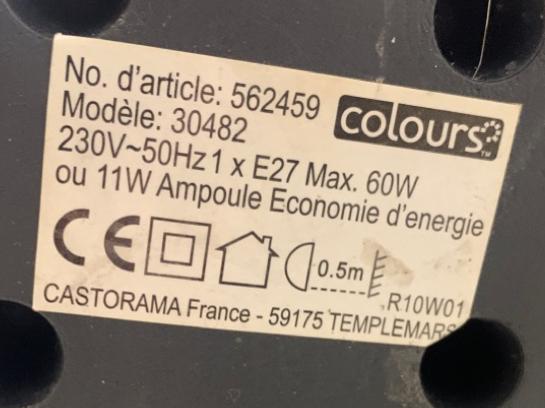 No. d'article: 562459
colours
TM
Modèle: 30482
230V~50Hz 1 x E27 Max. 60W
ou 11W Ampoule Economie d'energie
CE 0.5m R10W01
CASTORAMA France - 59175 TEMPLEMARS